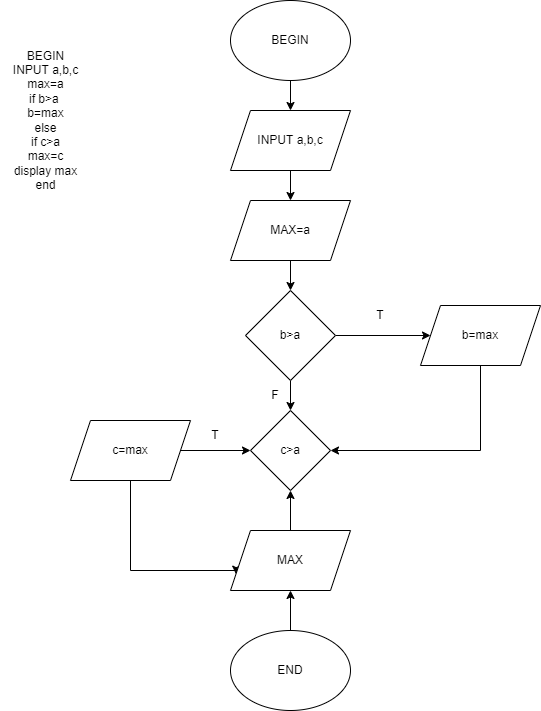 BEGIN
INPUT a,b,c
max=a
if b>a
b=max
else
if c>a
max=c
display max
end
BEGIN
INPUT a,b,c
MAX=a
b>a
T
b=max
F
c=max
T
c>a
MAX
END